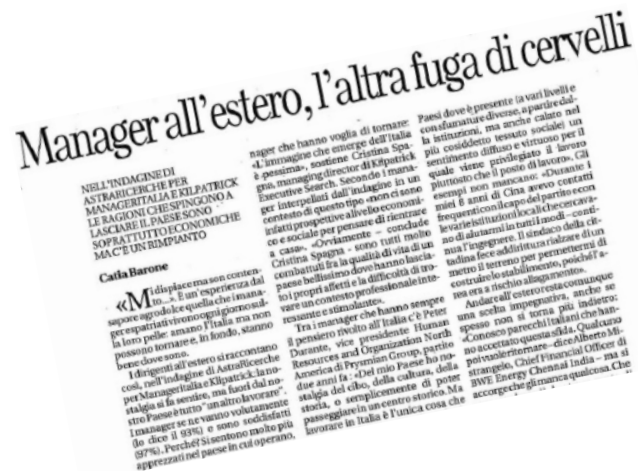 Manager all'estero, l'altra fuga di cervelli
NELL'INDAGINE DI
ASTRARICERCHE PER
MANAGERITALIA E KILPATRICK
LE RAGIONI CHE SPINGONO A
LASCIARE IL PAESE SONO
SOPRATTUTTO ECONOMICHE
MA C'È UN RIMPIANTO
Catia Barone
«Mi dispiace ma son conten-
to...». È un'esperienza dal
sapore agrodolce quella che i mana-
ger espatriati vivono ogni giorno sul-
la loro pelle: amano l'Italia ma non
possono tornare e, in fondo, stanno
bene dove sono.
I dirigenti all'estero si raccontano
così, nell'indagine di AstraRicerche
per Manageritalia e Kilpatrick: la no-
stalgia si fa sentire, ma fuori dal no-
stro Paese è tutto "un altro lavorare".
I manager se ne vanno volutamente
(lo dice il 93%) e sono soddisfatti
(97%). Perché? Si sentono molto più
apprezzati nel paese in cui operano,
nager che hanno voglia di tornare:
«L'immagine che emerge dell'Italia
è pessima», sostiene Cristina Spa-
gna, managing director di Kilpatrick
Executive Search. Secondo i mana-
ger interpellati dall'indagine in un
contesto di questo tipo «non ci sono
infatti prospettive a livello economi-
co e sociale per pensare di rientrare
a casa». «Ovviamente – conclude
Cristina Spagna - sono tutti molto
combattuti fra la qualità di vita di un
paese bellissimo dove hanno lascia-
to i propri affetti e la difficoltà di tro-
vare un contesto professionale inte-
ressante e stimolante».
Tra i manager che hanno sempre
il pensiero rivolto all'Italia c'è Peter
Durante, vice presidente Human
Resources and Organization North
America di Prysmian Group, partito
due anni fa: «Del mio Paese ho no-
stalgia del cibo, della cultura, della
storia, o semplicemente di poter
passeggiare in un centro storico. Ma
lavorare in Italia è l'unica cosa che
Paesi dove è presente (a vari livelli e
con sfumature diverse, a partire dal-
le istituzioni, ma anche calato nel
più cosiddetto tessuto sociale) un
sentimento diffuso e virtuoso per il
quale viene privilegiato il lavoro
piuttosto che il posto di lavoro». Gli
esempi non mancano: «Durante i
miei 8 anni di Cina avevo contatti
frequenti con il capo del partito e con
le varie istituzioni locali che cercava-
no di aiutarmi in tutti i modi – conti-
nua l'ingegnere. Il sindaco della cit-
tadina fece addirittura rialzare di un
metro il terreno per permettermi di
costruire lo stabilimento, poiché l'a-
rea era a rischio allagamento».
Andare all'estero resta comunque
una scelta impegnativa, anche se
spesso non si torna più indietro:
«Conosco parecchi italiani che han-
no accettato questa sfida. Qualcuno
poi vuole ritornare – dice Albert Mi-
strangelo, Chief Financial Officer di
BWE Energy Chennai India – ma si
accorge che gli manca qualcosa. Che